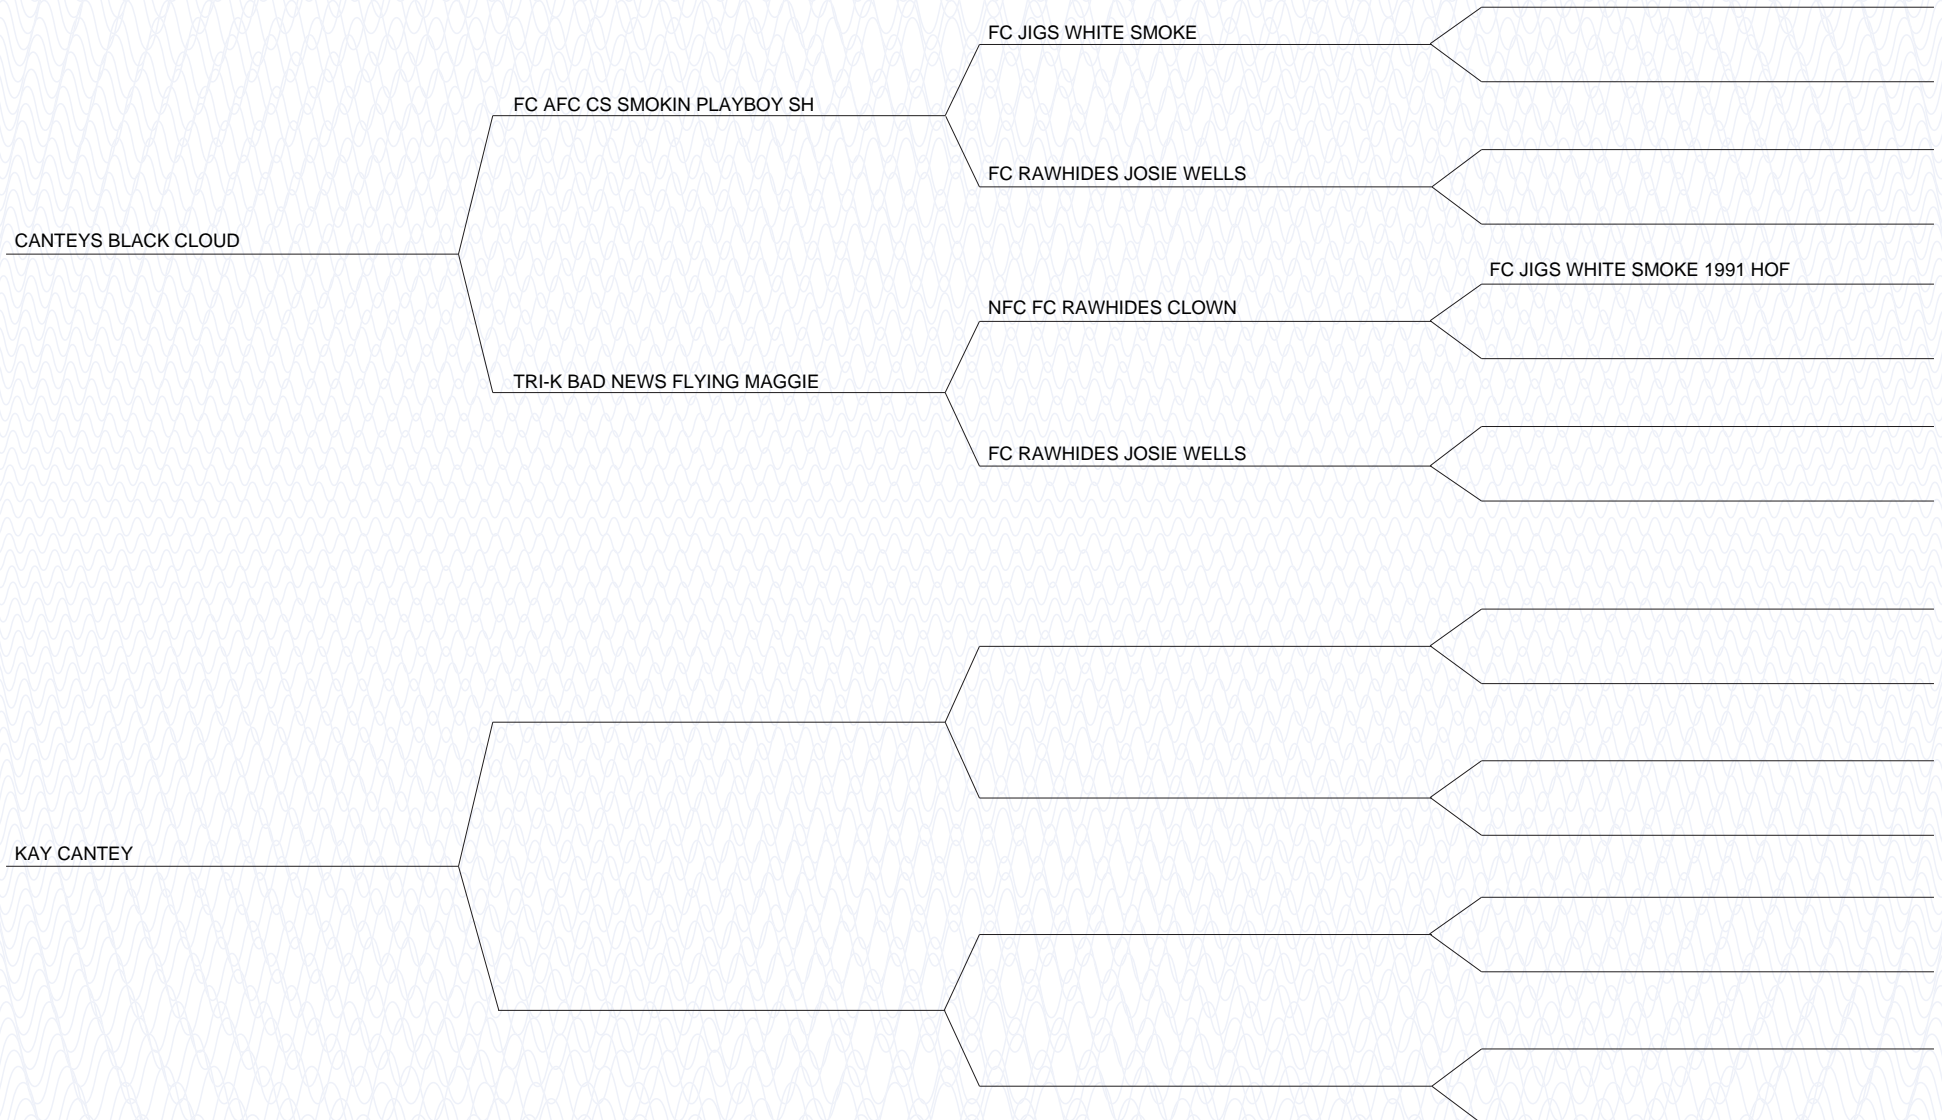 FC JIGS WHITE SMOKE
FC AFC CS SMOKIN PLAYBOY SH
FC RAWHIDES JOSIE WELLS
CANTEYS BLACK CLOUD
FC JIGS WHITE SMOKE 1991 HOF
NFC FC RAWHIDES CLOWN
TRI-K BAD NEWS FLYING MAGGIE
FC RAWHIDES JOSIE WELLS
KAY CANTEY